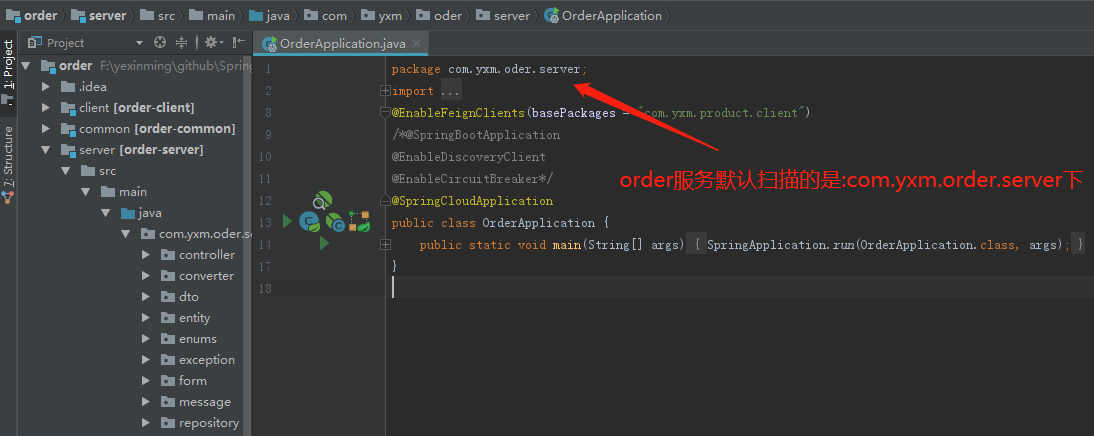 order server src main java com yxm oder server OrderApplication
1: Project
7: Structure
Project
OrderApplication.java
order F:\yexinming\github\Spring
.idea
client [order-client]
common [order-common]
server [order-server]
src
main
java
com.yxm.oder.se
controller
converter
dto
entity
enums
exception
form
message
repository
1 package com.yxm.oder.server;
2 import ...
8 @EnableFeignClients(basePackages = "com.yxm.product.client")
9 /*@SpringBootApplication
10 @EnableDiscoveryClient
11 @EnableCircuitBreaker*/
12 @SpringCloudApplication
13 public class OrderApplication {
14 public static void main(String[] args) { SpringApplication.run(OrderApplication.class, args); }
17 }
18
order服务默认扫描的是:com.yxm.order.server下